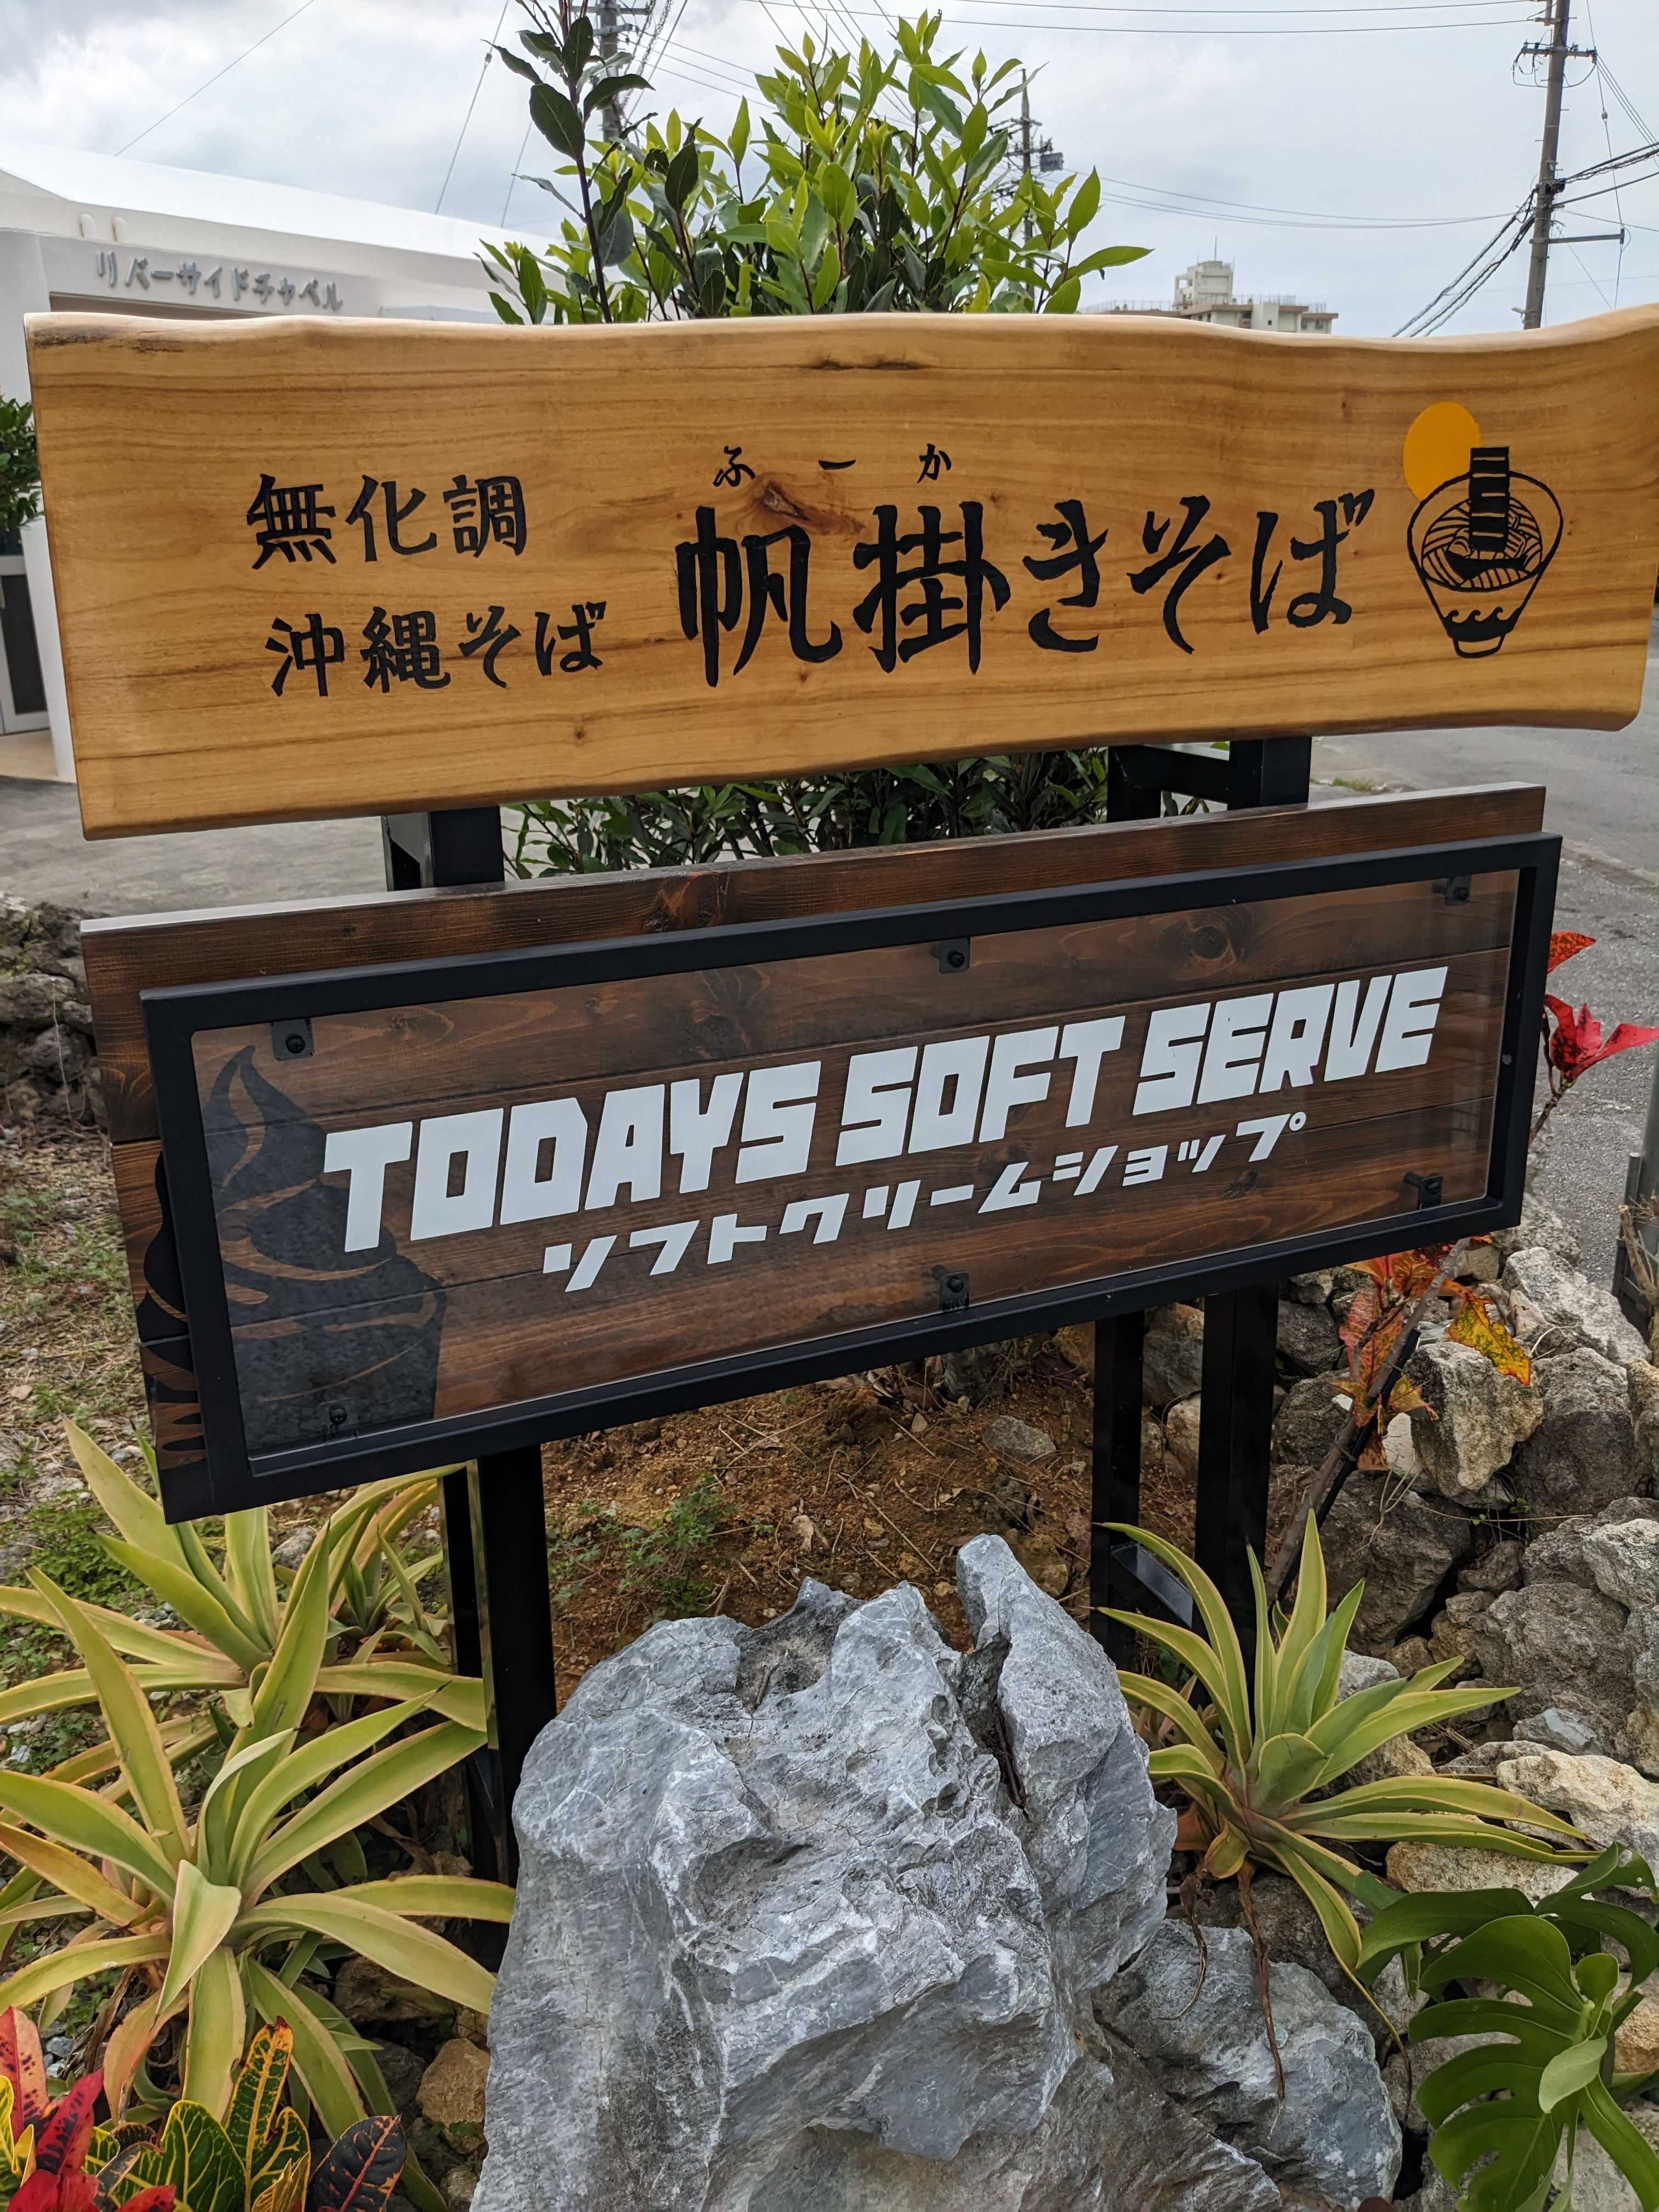 リバーサイドチャペル
無化調
沖縄そば
ふーか
帆掛きそば
TODAYS SOFT SERVE
ソフトクリームショップ